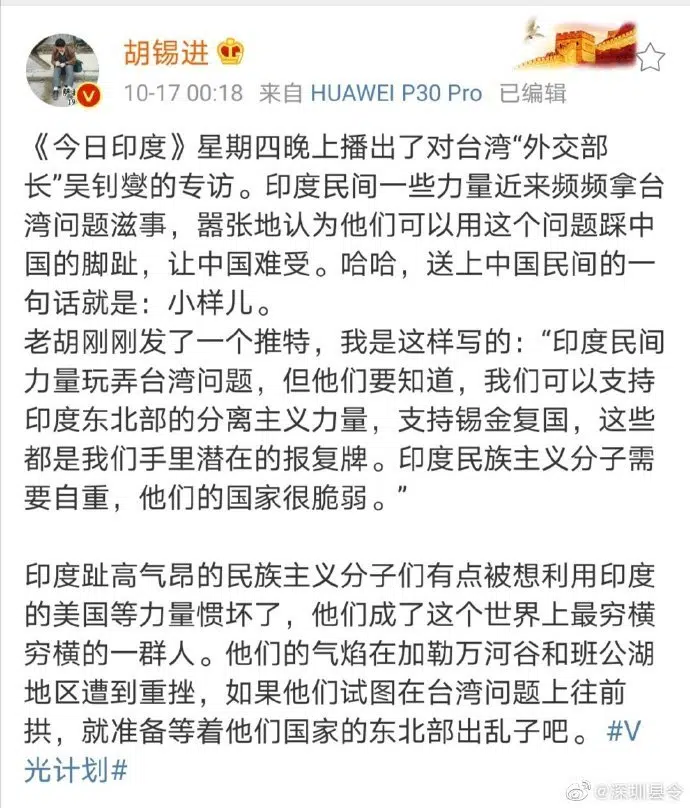 胡锡进
10-17 00:18 来自 HUAWEI P30 Pro 已编辑
《今日印度》星期四晚上播出了对台湾“外交部
长”吴钊燮的专访。印度民间一些力量近来频频拿台
湾问题滋事，嚣张地认为他们可以用这个问题踩中
国的脚趾，让中国难受。哈哈，送上中国民间的一
句话就是：小样儿。
老胡刚刚发了一个推特，我是这样写的：“印度民间
力量玩弄台湾问题，但他们要知道，我们可以支持
印度东北部的分离主义力量，支持锡金复国，这些
都是我们手里潜在的报复牌。印度民族主义分子需
要自重，他们的国家很脆弱。”
印度趾高气昂的民族主义分子们有点被想利用印度
的美国等力量惯坏了，他们成了这个世界上最穷横
穷横的一群人。他们的气焰在加勒万河谷和班公湖
地区遭到重挫，如果他们试图在台湾问题上往前
拱，就准备等着他们国家的东北部出乱子吧。#V
光计划#
@深圳县令